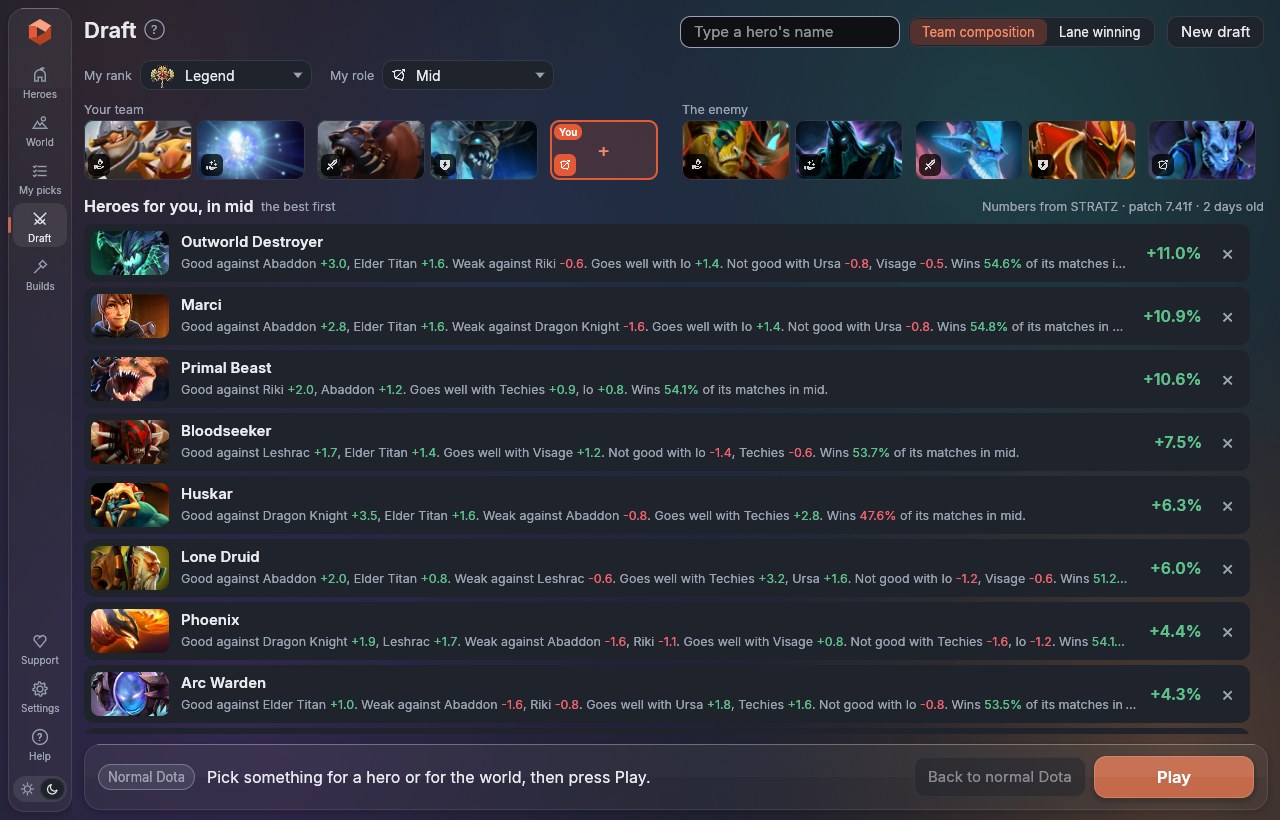 Draft ?
Type a hero's name
Team composition
Lane winning
New draft
My rank
Legend
My role
Mid
Your team
The enemy
You
+
Heroes for you, in mid the best first
Numbers from STRATZ · patch 7.41f · 2 days old
Outworld Destroyer
Good against Abaddon +3.0, Elder Titan +1.6. Weak against Riki -0.6. Goes well with Io +1.4. Not good with Ursa -0.8, Visage -0.5. Wins 54.6% of its matches i...
+11.0%
Marci
Good against Abaddon +2.8, Elder Titan +1.6. Weak against Dragon Knight -1.6. Goes well with Io +1.4. Not good with Ursa -0.8. Wins 54.8% of its matches in ...
+10.9%
Primal Beast
Good against Riki +2.0, Abaddon +1.2. Goes well with Techies +0.9, Io +0.8. Wins 54.1% of its matches in mid.
+10.6%
Bloodseeker
Good against Leshrac +1.7, Elder Titan +1.4. Goes well with Visage +1.2. Not good with Io -1.4, Techies -0.6. Wins 53.7% of its matches in mid.
+7.5%
Huskar
Good against Dragon Knight +3.5, Elder Titan +1.6. Weak against Abaddon -0.8. Goes well with Techies +2.8. Wins 47.6% of its matches in mid.
+6.3%
Lone Druid
Good against Abaddon +2.0, Elder Titan +0.8. Weak against Leshrac -0.6. Goes well with Techies +3.2, Ursa +1.6. Not good with Io -1.2, Visage -0.6. Wins 51.2...
+6.0%
Phoenix
Good against Dragon Knight +1.9, Leshrac +1.7. Weak against Abaddon -1.6, Riki -1.1. Goes well with Visage +0.8. Not good with Techies -1.6, Io -1.2. Wins 54.1...
+4.4%
Arc Warden
Good against Elder Titan +1.0. Weak against Abaddon -1.6, Riki -0.8. Goes well with Ursa +1.8, Techies +1.6. Not good with Io -0.8. Wins 53.5% of its matches in ...
+4.3%
Heroes
World
My picks
Draft
Builds
Support
Settings
Help
Normal Dota
Pick something for a hero or for the world, then press Play.
Back to normal Dota
Play